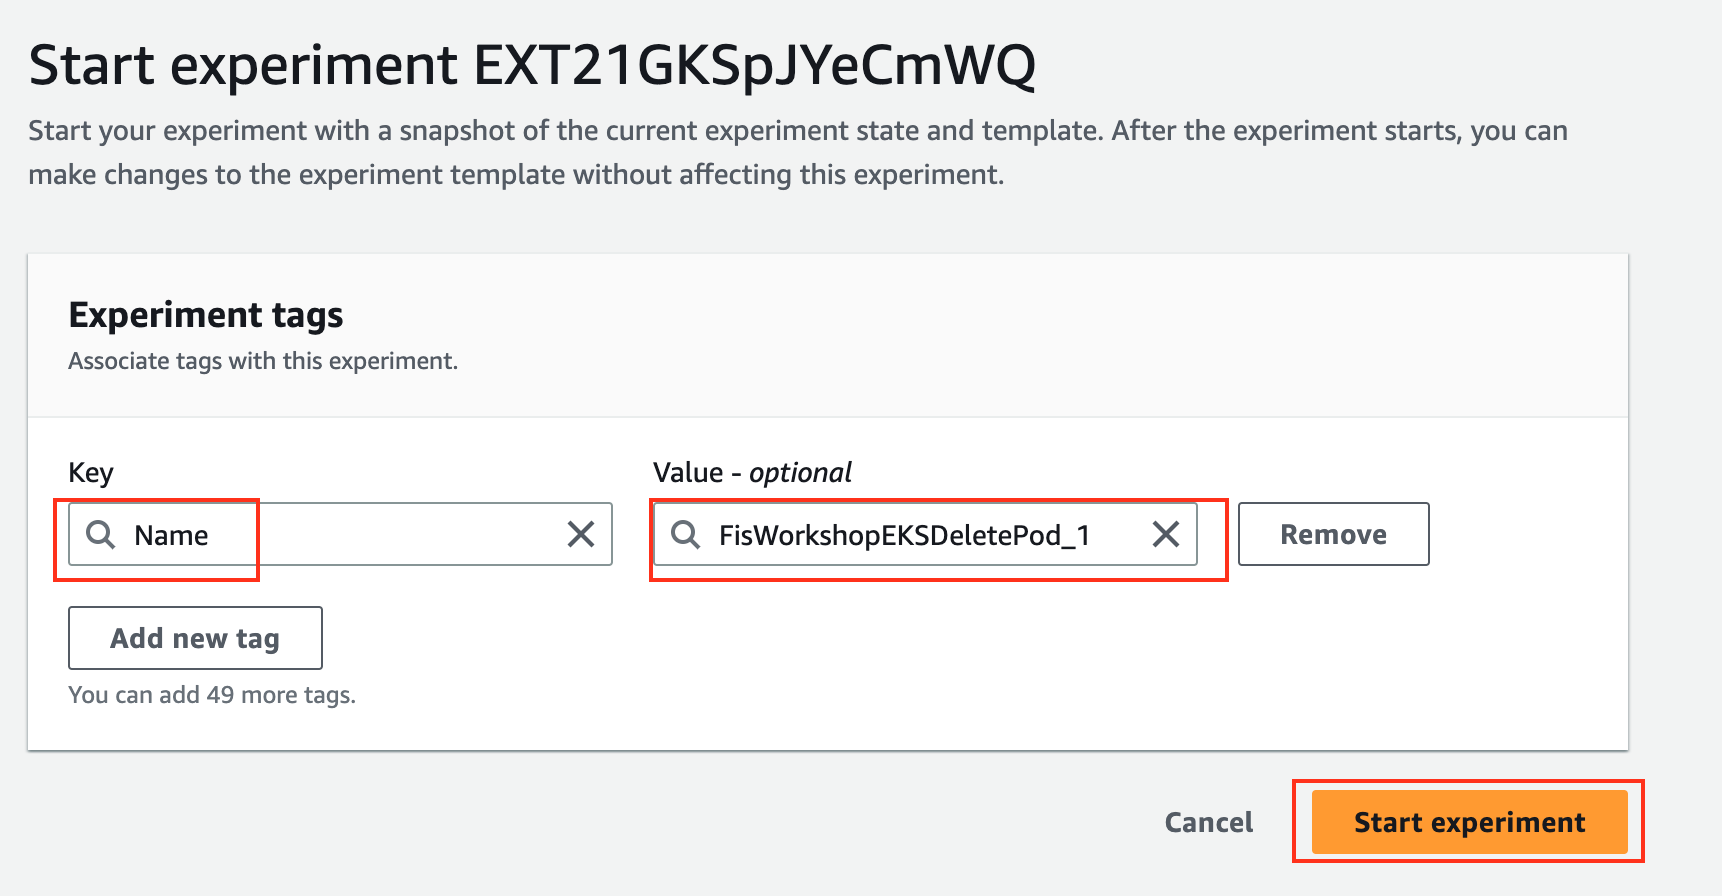 Start experiment EXT21GKSpJYeCmWQ
Start your experiment with a snapshot of the current experiment state and template. After the experiment starts, you can
make changes to the experiment template without affecting this experiment.
Experiment tags
Associate tags with this experiment.
Key
Value - optional
Name
FisWorkshopEKSDeletePod_1
Remove
Add new tag
You can add 49 more tags.
Cancel
Start experiment